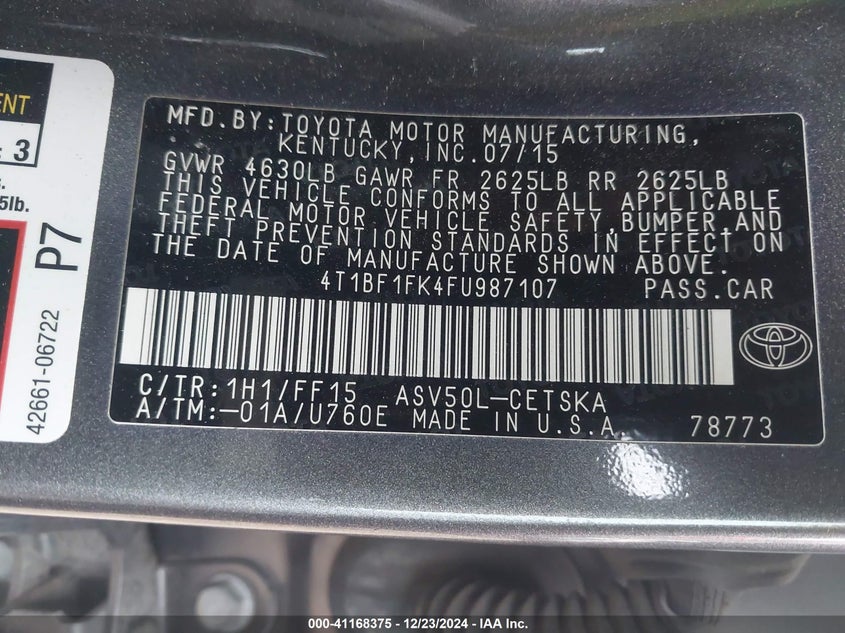 ENT
: 3
s.
5lb.
P7
42661-06722
MFD.BY:TOYOTA MOTOR MANUFACTURING,
KENTUCKY,INC.07/15
GVWR 4630LB GAWR FR 2625LB RR 2625LB
THIS VEHICLE CONFORMS TO ALL APPLICABLE
FEDERAL MOTOR VEHICLE SAFETY,BUMPER,AND
THEFT PREVENTION STANDARDS IN EFFECT ON
THE DATE OF MANUFACTURE SHOWN ABOVE.
4T1BF1FK4FU987107 PASS.CAR
C/TR:1H1/FF15 ASV50L-CETSKA
A/TM:-01A/U760E MADE IN U.S.A. 78773
000-41168375 - 12/23/2024 - IAA Inc.